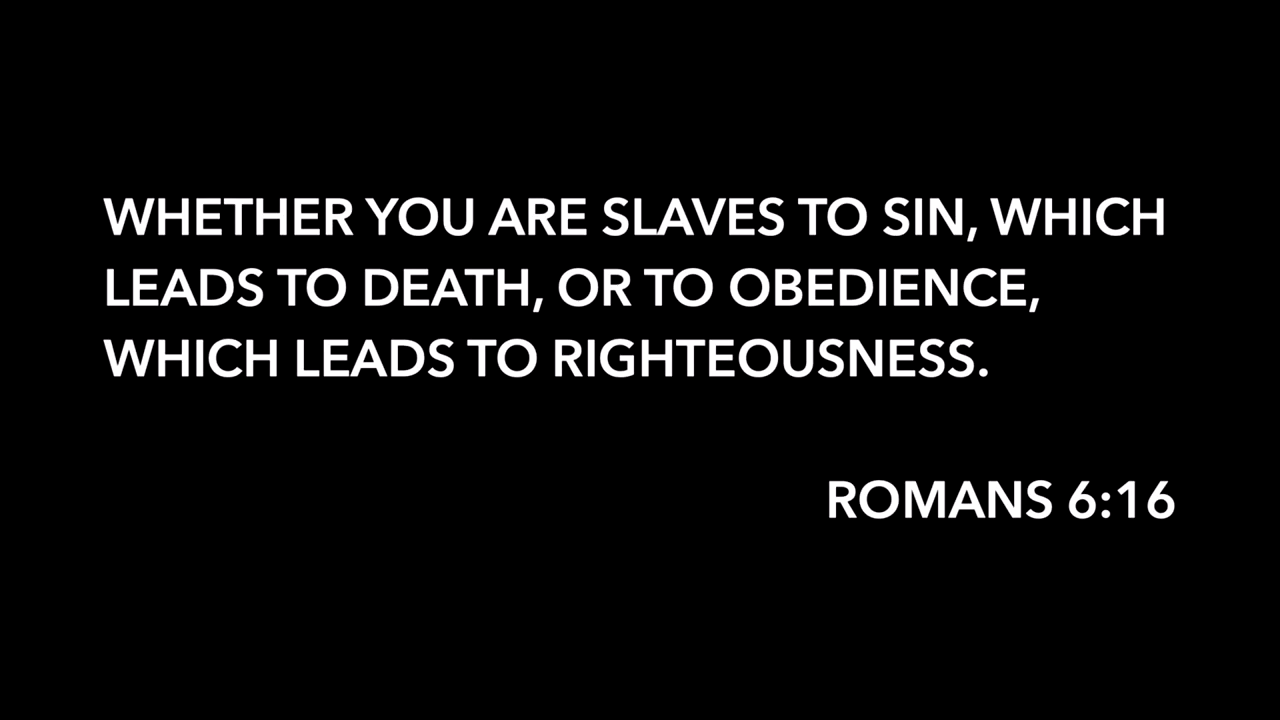 WHETHER YOU ARE SLAVES TO SIN, WHICH
LEADS TO DEATH, OR TO OBEDIENCE,
WHICH LEADS TO RIGHTEOUSNESS.
ROMANS 6:16